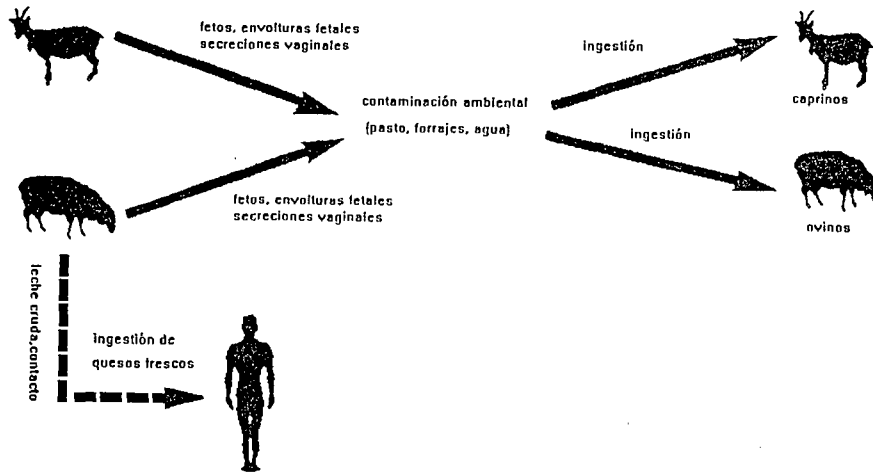 fetos, envolturas fetales
secreciones vaginales
contaminación ambiental
(pasto, forrajes, agua)
ingestión
caprinos
ingestión
ovinos
fetos, envolturas fetales
secreciones vaginales
leche cruda,contacto
ingestión de
quesos frescos